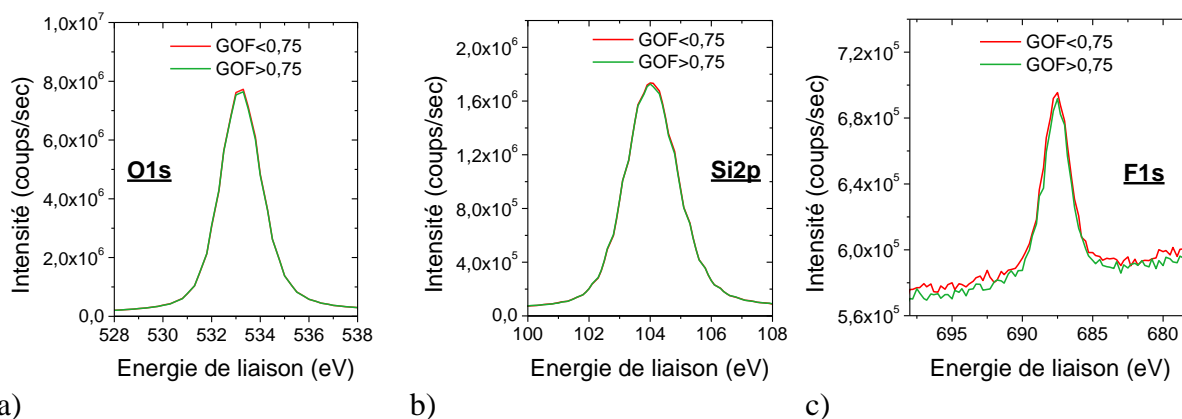 1,0x10⁷
8,0x10⁶
6,0x10⁶
4,0x10⁶
2,0x10⁶
0,0
Intensité (coups/sec)
GOF<0,75
GOF>0,75
O1s
528 530 532 534 536 538
Energie de liaison (eV)
a)
2,0x10⁶
1,6x10⁶
1,2x10⁶
8,0x10⁵
4,0x10⁵
0,0
Intensité (coups/sec)
GOF<0,75
GOF>0,75
Si2p
100 102 104 106 108
Energie de liaison (eV)
b)
7,2x10⁵
6,8x10⁵
6,4x10⁵
6,0x10⁵
5,6x10⁵
Intensité (coups/sec)
GOF<0,75
GOF>0,75
F1s
695 690 685 680
Energie de liaison (eV)
c)